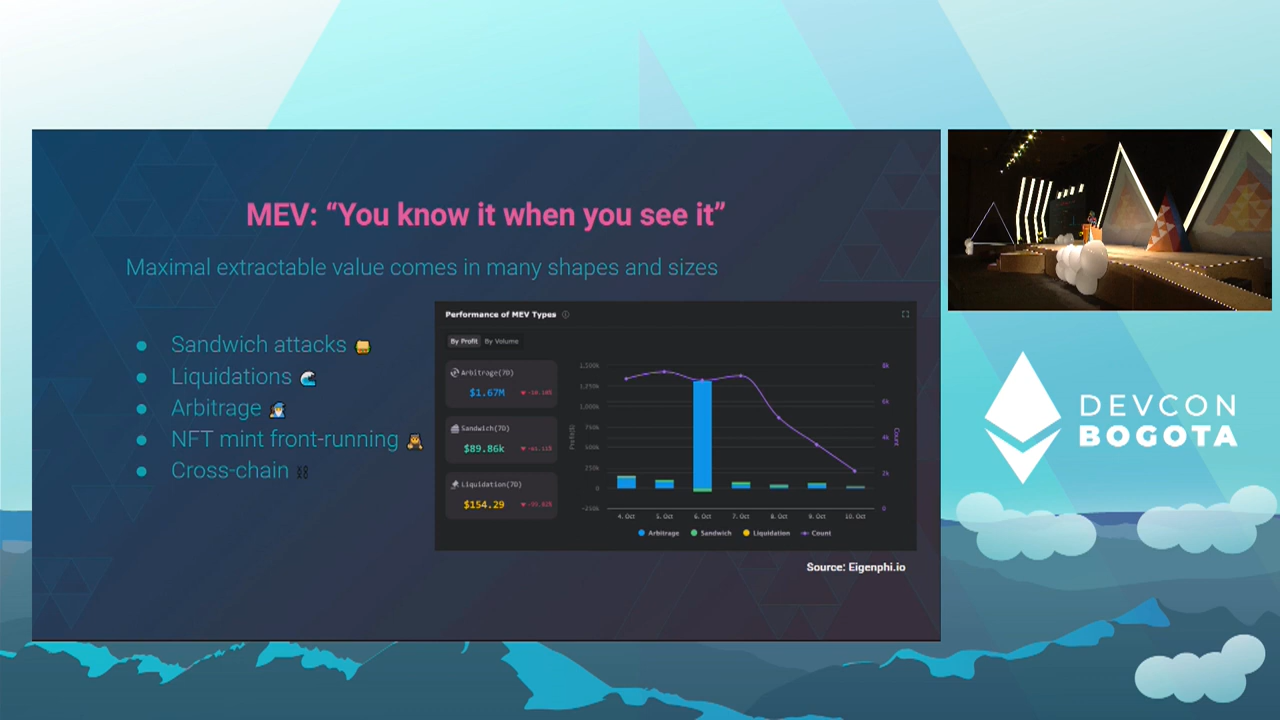 MEV: “You know it when you see it”
Maximal extractable value comes in many shapes and sizes
Sandwich attacks
Liquidations
Arbitrage
NFT mint front-running
Cross-chain
Performance of MEV Types
By Profit By Volume
Arbitrage(7D)
$1.67M
Sandwich(7D)
$89.86k
Liquidation(7D)
$154.29
Profit($)
1,500k
1,250k
1,000k
750k
500k
250k
0
-250k
8k
6k
4k
2k
0
Count
4. Oct 5. Oct 6. Oct 7. Oct 8. Oct 9. Oct 10. Oct
Arbitrage Sandwich Liquidation Count
Source: Eigenphi.io
DEVCON
BOGOTA